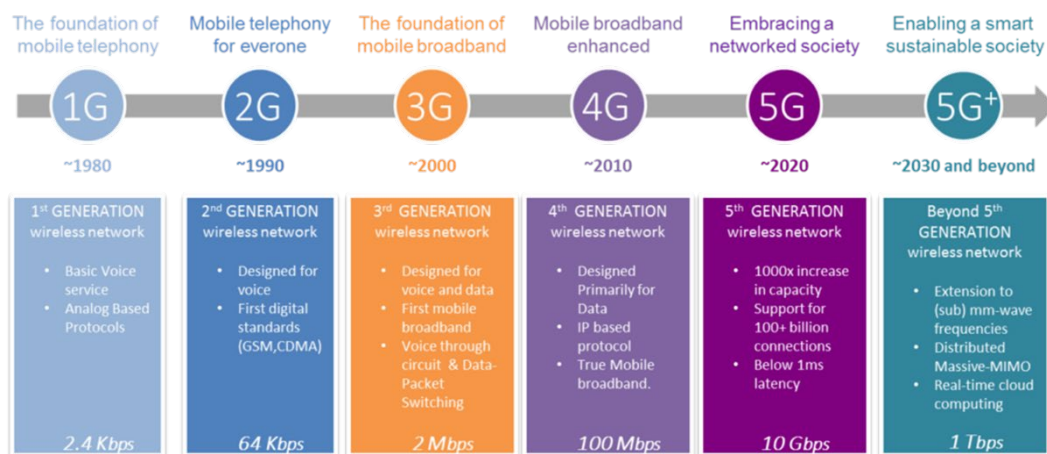 The foundation of
mobile telephony
Mobile telephony
for everone
The foundation of
mobile broadband
Mobile broadband
enhanced
Embracing a
networked society
Enabling a smart
sustainable society
1G
2G
3G
4G
5G
5G+
~1980
~1990
~2000
~2010
~2020
~2030 and beyond
1st GENERATION
wireless network
• Basic Voice
service
• Analog Based
Protocols
2.4 Kbps
2nd GENERATION
wireless network
• Designed for
voice
• First digital
standards
(GSM,CDMA)
64 Kbps
3rd GENERATION
wireless network
• Designed for
voice and data
• First mobile
broadband
• Voice through
circuit & Data-
Packet
Switching
2 Mbps
4th GENERATION
wireless network
• Designed
Primarily for
Data
• IP based
protocol
• True Mobile
broadband.
100 Mbps
5th GENERATION
wireless network
• 1000x increase
in capacity
• Support for
100+ billion
connections
• Below 1ms
latency
10 Gbps
Beyond 5th
GENERATION
wireless network
• Extension to
(sub) mm-wave
frequencies
• Distributed
Massive-MIMO
• Real-time cloud
computing
1 Tbps